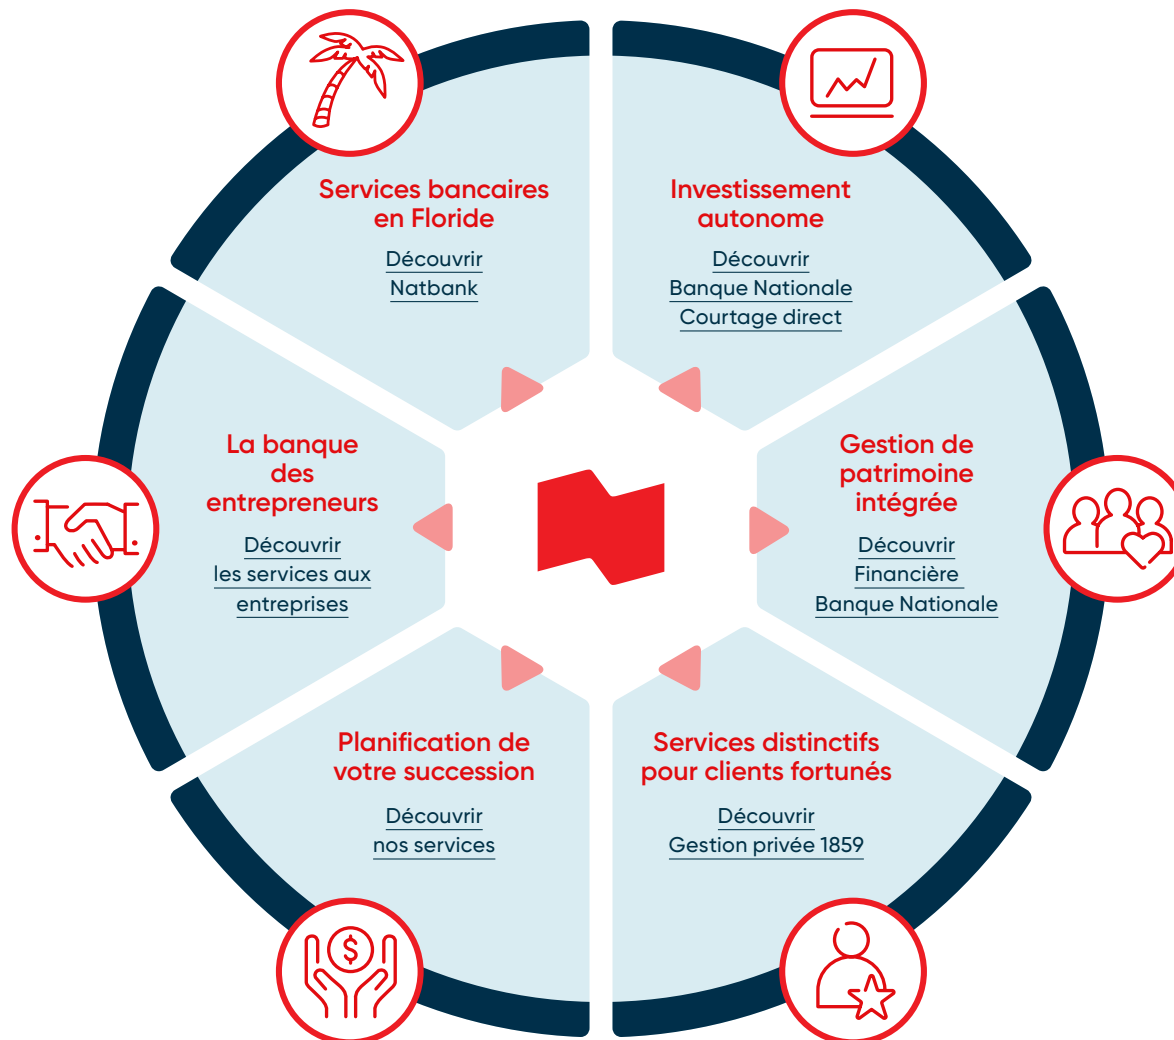 Services bancaires
en Floride
Découvrir
Natbank
Investissement
autonome
Découvrir
Banque Nationale
Courtage direct
La banque
des
entrepreneurs
Découvrir
les services aux
entreprises
Gestion de
patrimoine
intégrée
Découvrir
Financière
Banque Nationale
Planification de
votre succession
Découvrir
nos services
$
Services distinctifs
pour clients fortunés
Découvrir
Gestion privée 1859